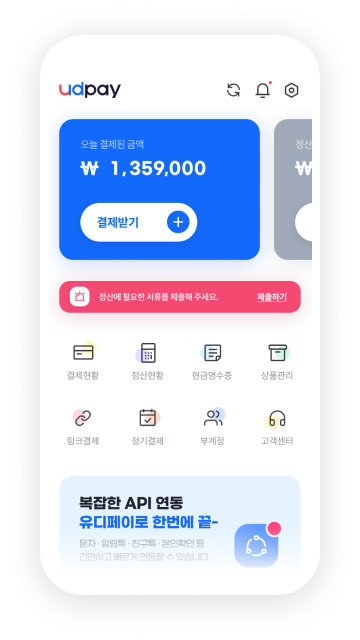 udpay
오늘 결제된 금액
정산
₩ 1,359,000
₩
결제받기
정산에 필요한 서류를 제출해 주세요. 제출하기
결제현황 정산현황 현금영수증 상품관리
링크결제 정기결제 부계정 고객센터
복잡한 API 연동
유디페이로 한번에 끝-
문자 · 알림톡 · 친구톡 · 본인확인 등
간편하고 빠르게 연동할 수 있습니다.